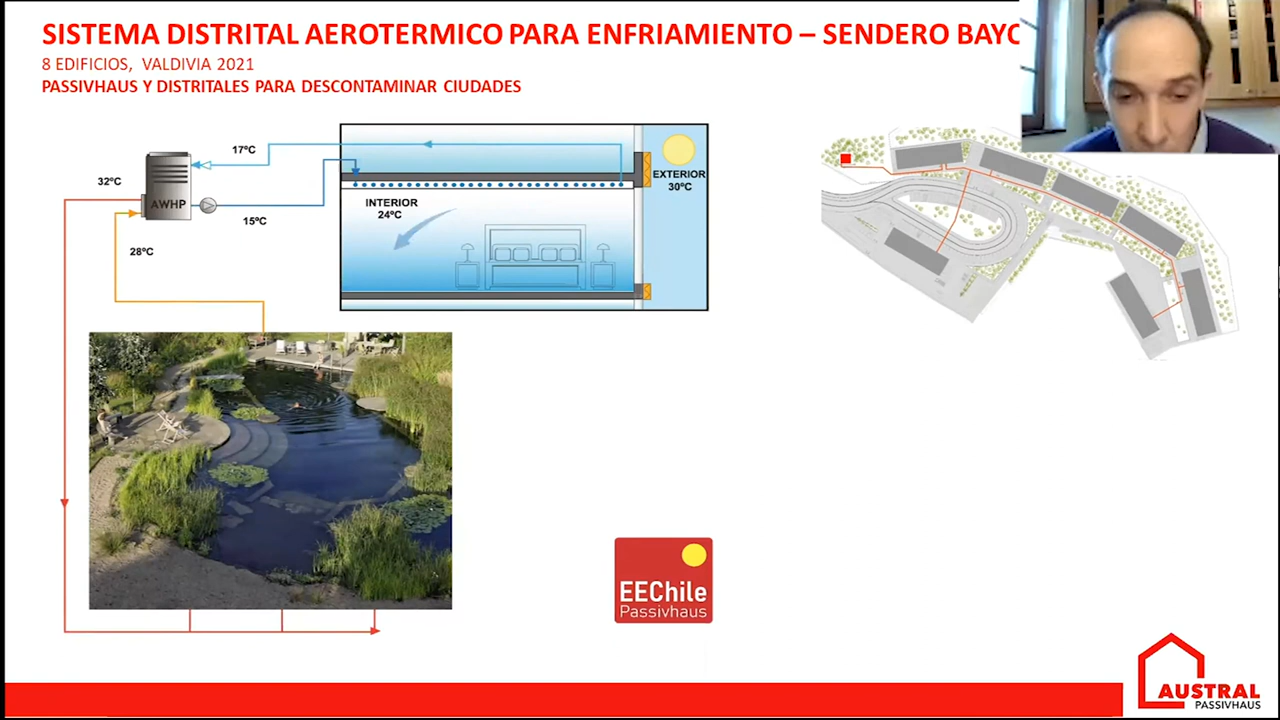 SISTEMA DISTRITAL AEROTERMICO PARA ENFRIAMIENTO – SENDERO
8 EDIFICIOS, VALDIVIA 2021
PASSIVHAUS Y DISTRITALES PARA DESCONTAMINAR CIUDADES
17ºC
32ºC
AWHP
15ºC
28ºC
INTERIOR
24ºC
EXTERIOR
30ºC
EEChile
Passivhaus
AUSTRAL
PASSIVHAUS